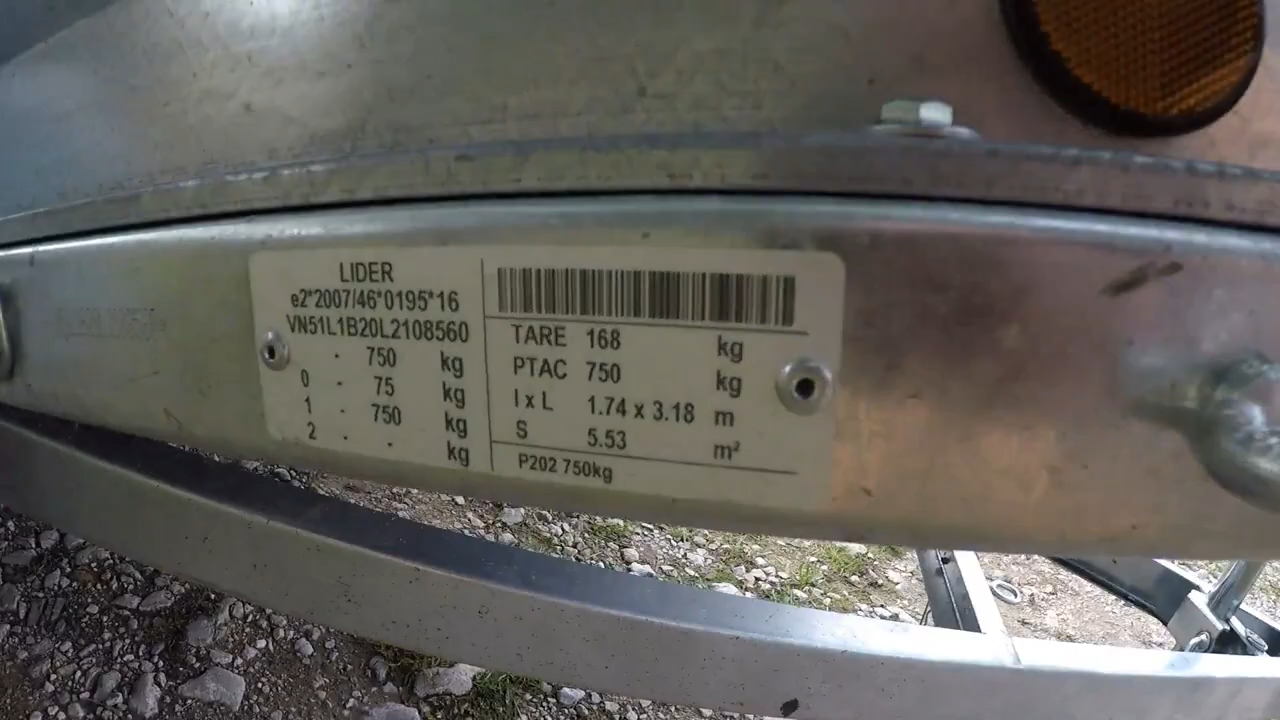 LIDER
e2*2007/46*0195*16
VN51L1B20L2108560
- 750 kg
0 - 75 kg
1 - 750 kg
2 - - kg
TARE 168 kg
PTAC 750 kg
l x L 1.74 x 3.18 m
S 5.53 m²
P202 750kg